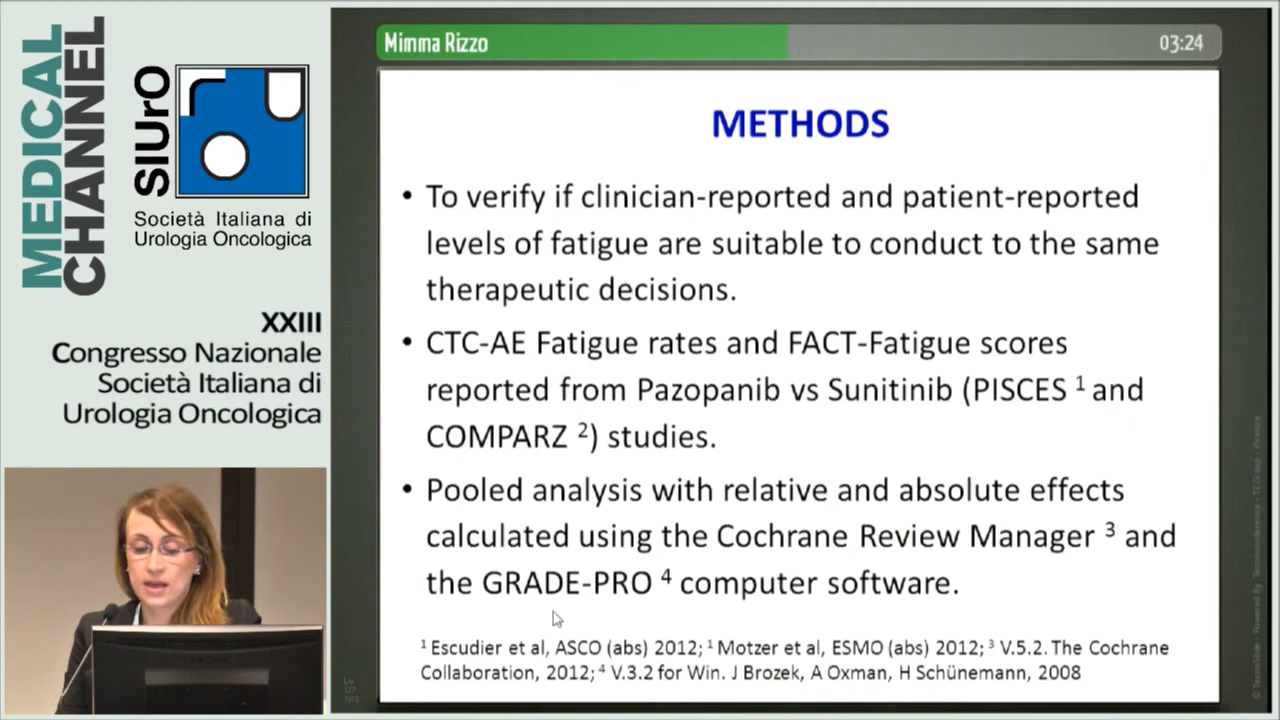 MEDICAL
CHANNEL
SIUrO
Società Italiana di
Urologia Oncologica
XXIII
Congresso Nazionale
Società Italiana di
Urologia Oncologica
Mimma Rizzo
03:24
METHODS
• To verify if clinician-reported and patient-reported
levels of fatigue are suitable to conduct to the same
therapeutic decisions.
• CTC-AE Fatigue rates and FACT-Fatigue scores
reported from Pazopanib vs Sunitinib (PISCES ¹ and
COMPARZ ²) studies.
• Pooled analysis with relative and absolute effects
calculated using the Cochrane Review Manager ³ and
the GRADE-PRO ⁴ computer software.
¹ Escudier et al, ASCO (abs) 2012; ¹ Motzer et al, ESMO (abs) 2012; ³ V.5.2. The Cochrane
Collaboration, 2012; ⁴ V.3.2 for Win. J Brozek, A Oxman, H Schünemann, 2008